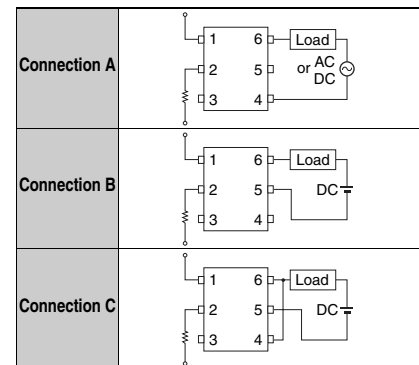 Connection A
1 6 Load
2 5 or AC
DC
3 4
Connection B
1 6 Load
2 5 DC
3 4
Connection C
1 6 Load
2 5 DC
3 4